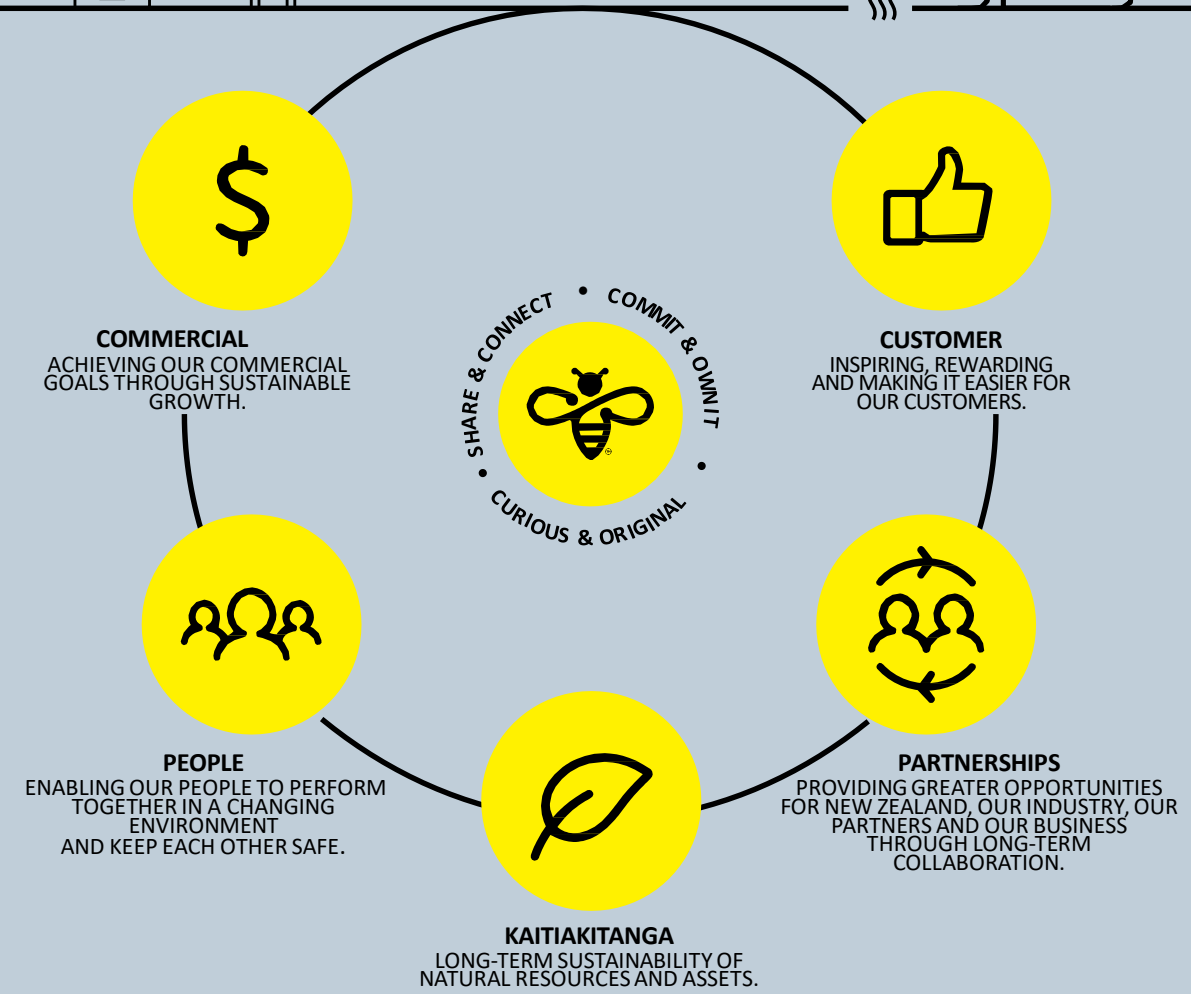 COMMERCIAL
ACHIEVING OUR COMMERCIAL
GOALS THROUGH SUSTAINABLE
GROWTH.
CUSTOMER
INSPIRING, REWARDING
AND MAKING IT EASIER FOR
OUR CUSTOMERS.
SHARE & CONNECT • COMMIT & OWN IT • CURIOUS & ORIGINAL •
PEOPLE
ENABLING OUR PEOPLE TO PERFORM
TOGETHER IN A CHANGING
ENVIRONMENT
AND KEEP EACH OTHER SAFE.
PARTNERSHIPS
PROVIDING GREATER OPPORTUNITIES
FOR NEW ZEALAND, OUR INDUSTRY, OUR
PARTNERS AND OUR BUSINESS
THROUGH LONG-TERM
COLLABORATION.
KAITIAKITANGA
LONG-TERM SUSTAINABILITY OF
NATURAL RESOURCES AND ASSETS.